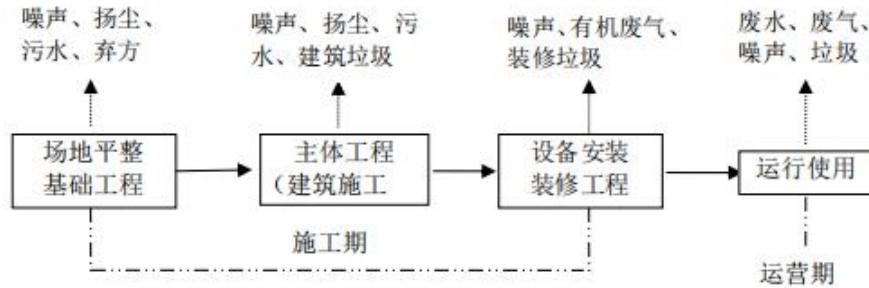 噪声、扬尘、
污水、弃方
噪声、扬尘、污
水、建筑垃圾
噪声、有机废气、
装修垃圾
废水、废气、
噪声、垃圾
场地平整
基础工程
主体工程
（建筑施工
设备安装
装修工程
运行使用
施工期
运营期